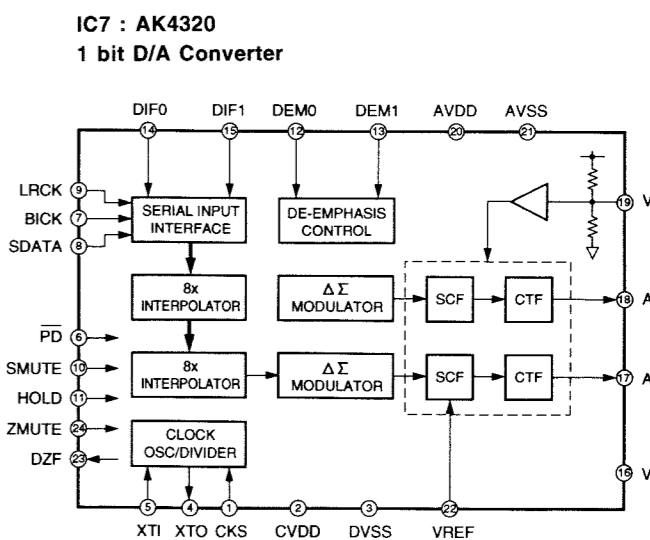 IC7 : AK4320
1 bit D/A Converter
DIF0 DIF1 DEM0 DEM1 AVDD AVSS
14 15 12 13 20 21
LRCK 9
BICK 7
SDATA 8
SERIAL INPUT
INTERFACE
DE-EMPHASIS
CONTROL
19 V
8x
INTERPOLATOR
ΔΣ
MODULATOR
SCF
CTF
18 A
PD 6
SMUTE 10
HOLD 11
8x
INTERPOLATOR
ΔΣ
MODULATOR
SCF
CTF
17 A
ZMUTE 24
DZF 23
CLOCK
OSC/DIVIDER
16 V
5 4 1 2 3 22
XTI XTO CKS CVDD DVSS VREF